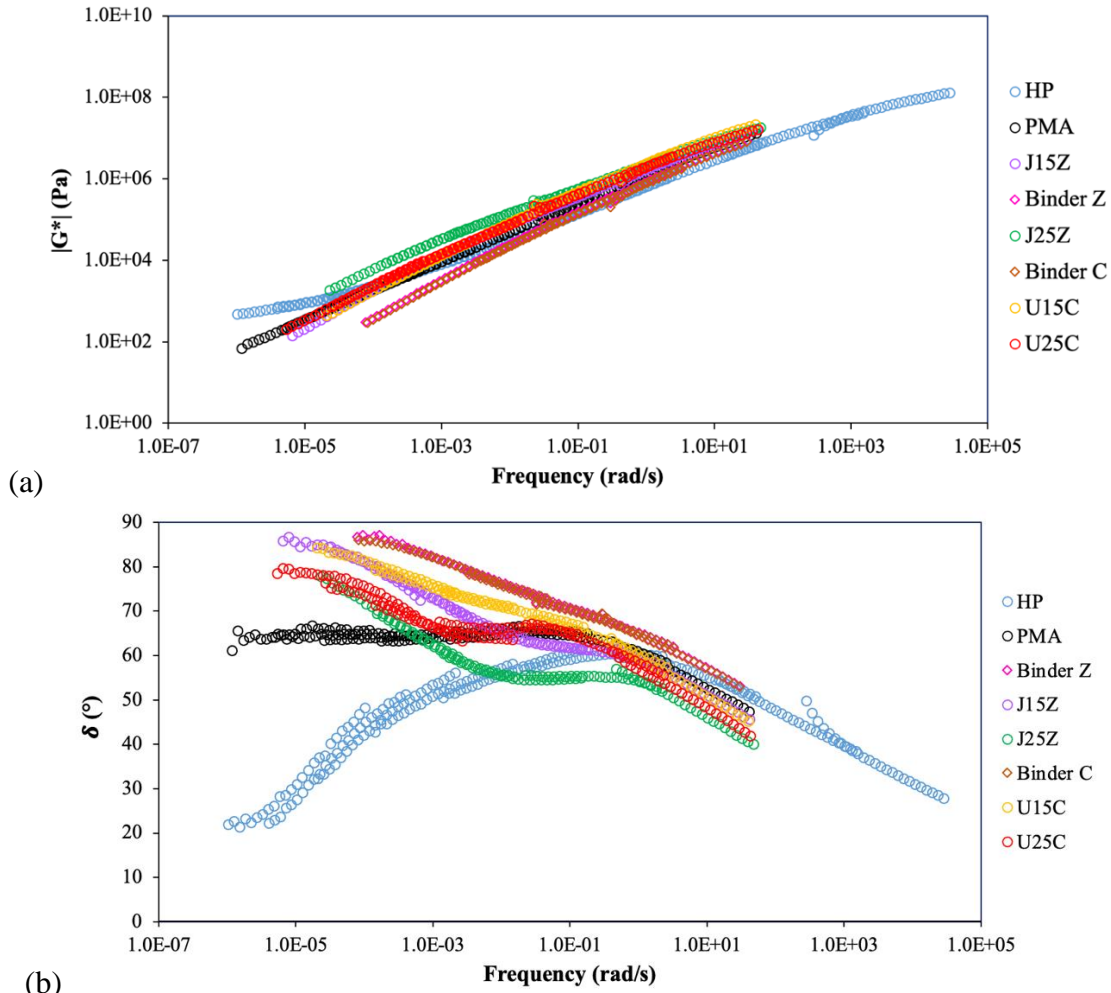 1.0E+10
1.0E+08
1.0E+06
1.0E+04
1.0E+02
1.0E+00
|G*| (Pa)
1.0E-07 1.0E-05 1.0E-03 1.0E-01 1.0E+01 1.0E+03 1.0E+05
Frequency (rad/s)
HP
PMA
J15Z
Binder Z
J25Z
Binder C
U15C
U25C
(a)
90
80
70
60
50
40
30
20
10
0
δ (°)
1.0E-07 1.0E-05 1.0E-03 1.0E-01 1.0E+01 1.0E+03 1.0E+05
Frequency (rad/s)
HP
PMA
Binder Z
J15Z
J25Z
Binder C
U15C
U25C
(b)